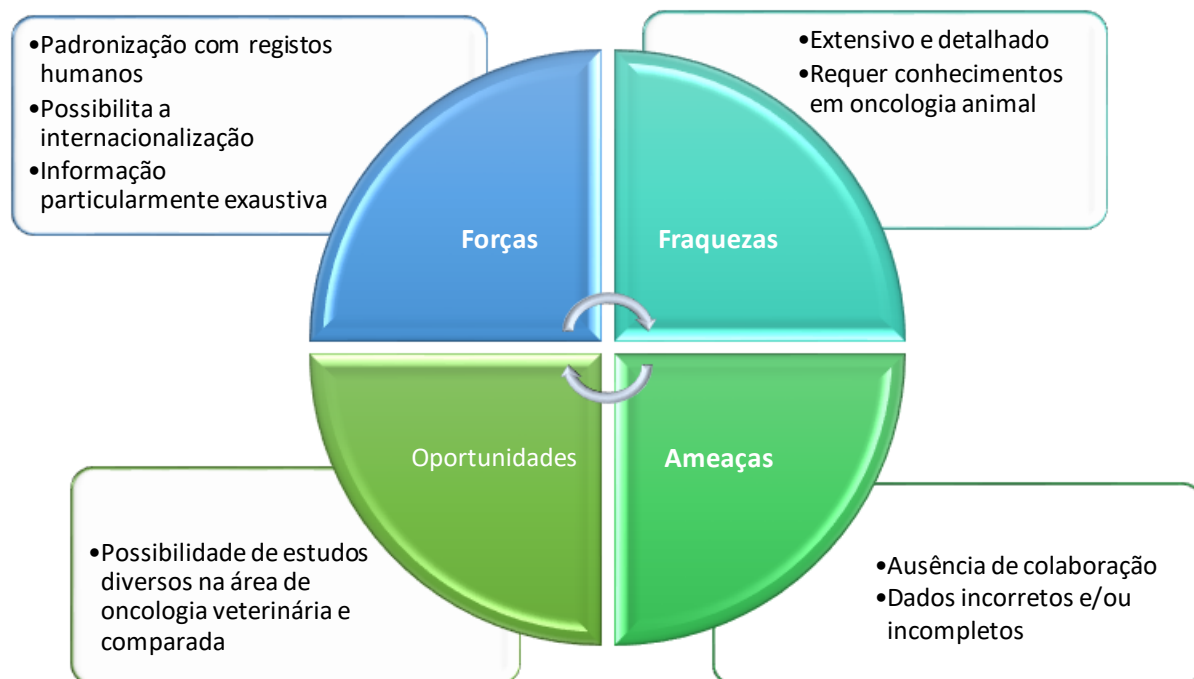 •Padronização com registos
humanos
•Possibilita a
internacionalização
•Informação
particularmente exaustiva
•Extensivo e detalhado
•Requer conhecimentos
em oncologia animal
Forças
Fraquezas
Oportunidades
Ameaças
•Possibilidade de estudos
diversos na área de
oncologia veterinária e
comparada
•Ausência de colaboração
•Dados incorretos e/ou
incompletos